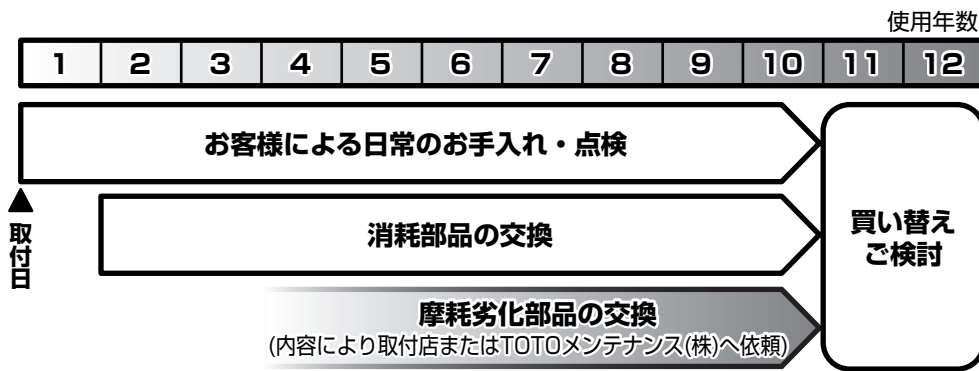 使用年数
1 2 3 4 5 6 7 8 9 10 11 12
お客様による日常のお手入れ・点検
取付日
消耗部品の交換
買い替え
ご検討
摩耗劣化部品の交換
(内容により取付店またはTOTOメンテナンス(株)へ依頼)